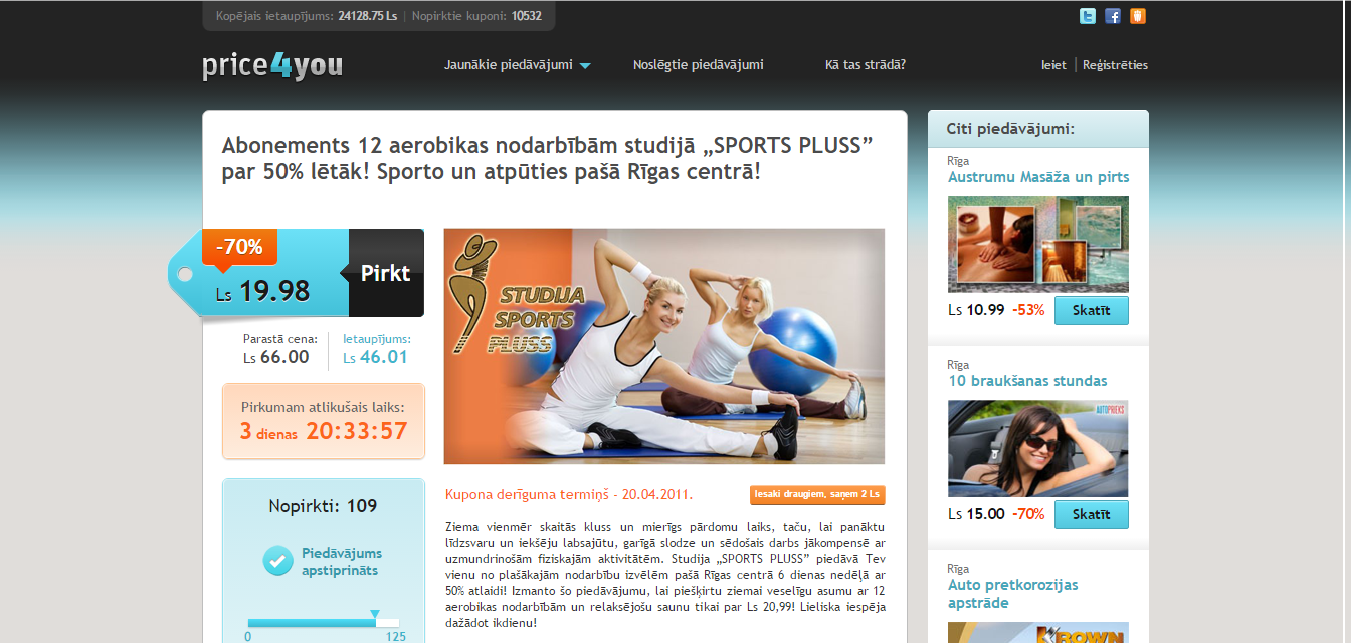 Kopējais ietaupījums: 24128.75 Ls | Nopirktie kuponi: 10532
price4you
Jaunākie piedāvājumi
Noslēgtie piedāvājumi
Kā tas strādā?
Ieiet | Reģistrēties
Abonements 12 aerobikas nodarbībām studijā „SPORTS PLUSS”
par 50% lētāk! Sporto un atpūties pašā Rīgas centrā!
-70%
Ls 19.98
Pirkt
Parastā cena:
Ls 66.00
Ietaupījums:
Ls 46.01
Pirkumam atlikušais laiks:
3 dienas 20:33:57
Nopirkti: 109
Piedāvājums
apstiprināts
0
125
STUDIJA
SPORTS
PLUSS
Kupona derīguma termiņš - 20.04.2011.
Iesaki draugiem, saņem 2 Ls
Ziema vienmēr skaitās kluss un mierīgs pārdomu laiks, taču, lai panāktu
līdzsvaru un iekšēju labsajūtu, garīgā slodze un sēdošais darbs jākompensē ar
uzmundrinošām fiziskajām aktivitātēm. Studija „SPORTS PLUSS” piedāvā Tev
vienu no plašākajām nodarbību izvēlēm pašā Rīgas centrā 6 dienas nedēļā ar
50% atlaidi! Izmanto šo piedāvājumu, lai piešķirtu ziemai veselīgu asumu ar 12
aerobikas nodarbībām un relaksējošu saunu tikai par Ls 20,99! Lieliska iespēja
dažādot ikdienu!
Citi piedāvājumi:
Rīga
Austrumu Masāža un pirts
Ls 10.99 -53%
Skatīt
Rīga
10 braukšanas stundas
AUTOPRIEKS
Ls 15.00 -70%
Skatīt
Rīga
Auto pretkorozijas
apstrāde
KROWN